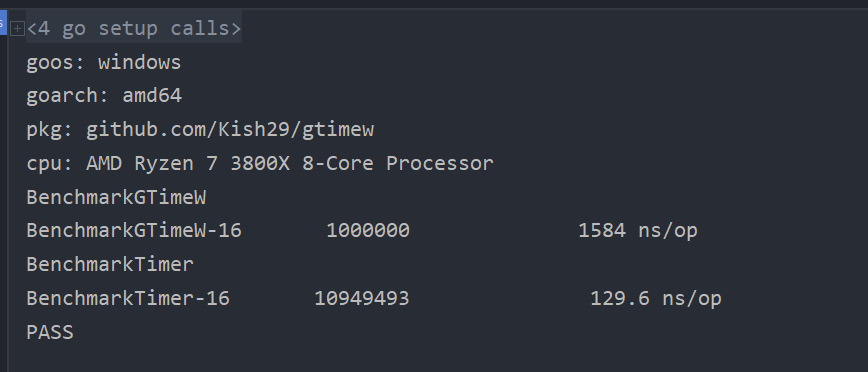 <4 go setup calls>
goos: windows
goarch: amd64
pkg: github.com/Kish29/gtimew
cpu: AMD Ryzen 7 3800X 8-Core Processor
BenchmarkGTimeW
BenchmarkGTimeW-16 1000000 1584 ns/op
BenchmarkTimer
BenchmarkTimer-16 10949493 129.6 ns/op
PASS